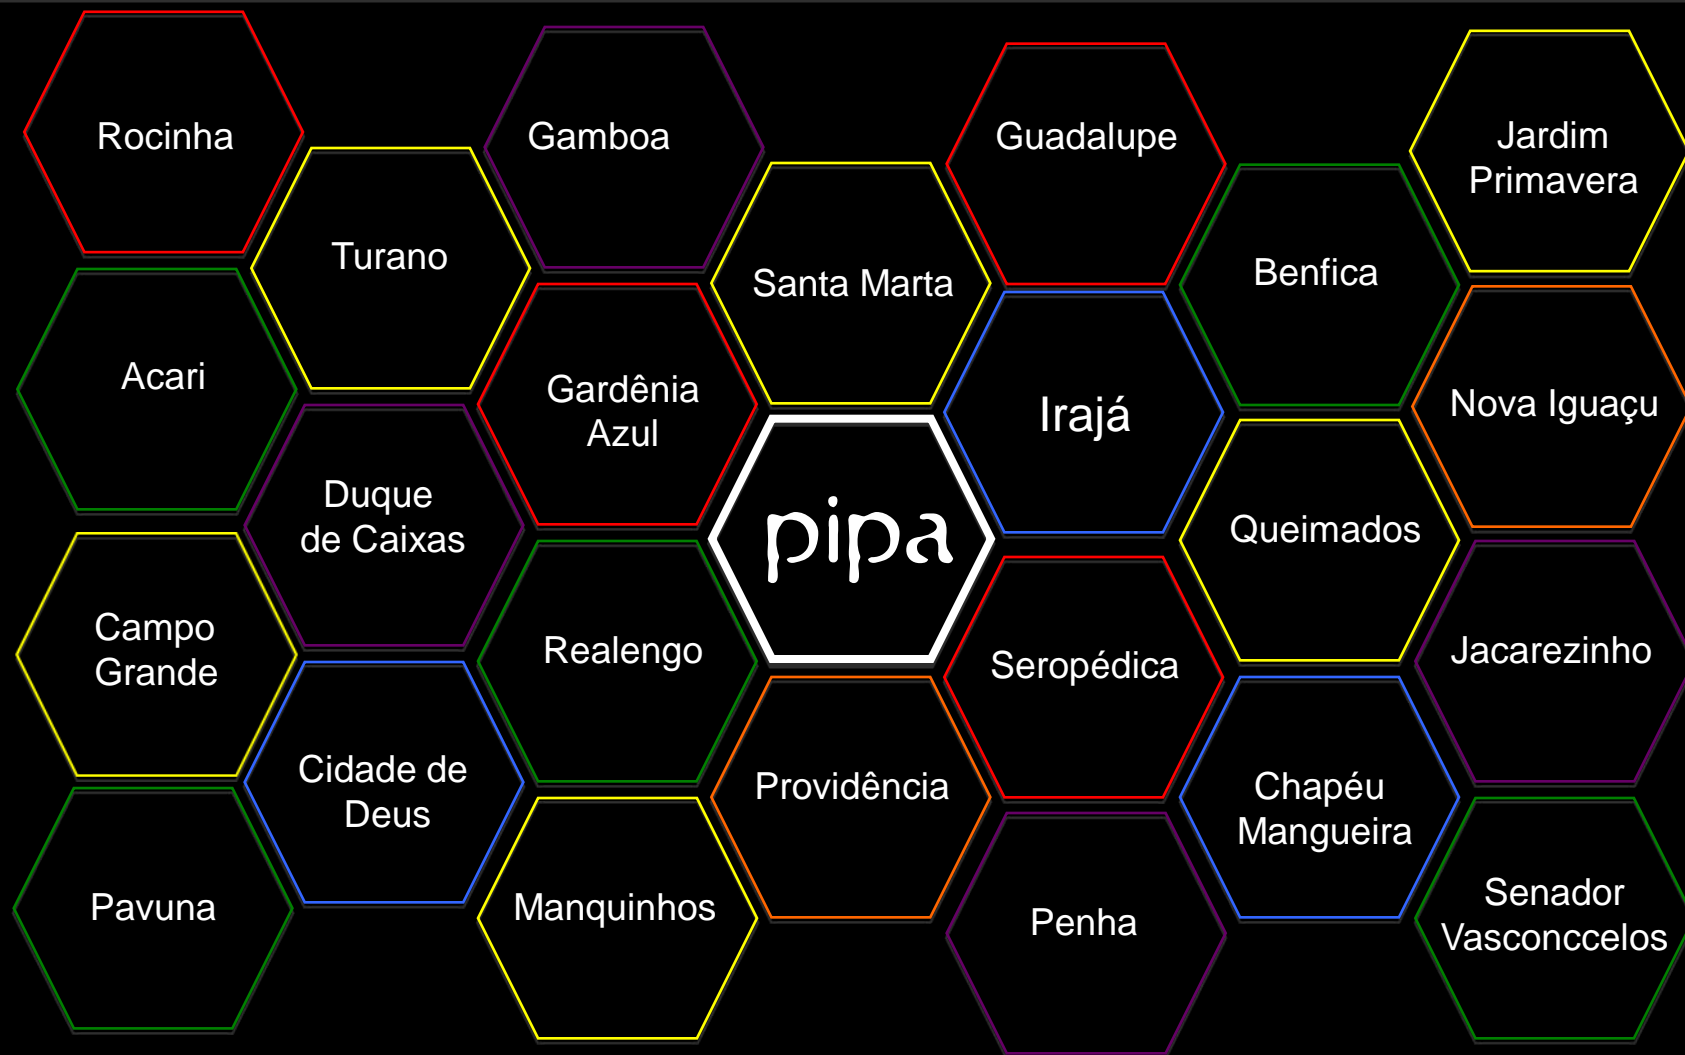 Rocinha
Gamboa
Guadalupe
Jardim
Primavera
Turano
Santa Marta
Benfica
Acari
Gardênia
Azul
Irajá
Nova Iguaçu
Duque
de Caixas
pipa
Queimados
Campo
Grande
Realengo
Seropédica
Jacarezinho
Cidade de
Deus
Providência
Chapéu
Mangueira
Pavuna
Manquinhos
Penha
Senador
Vasconccelos